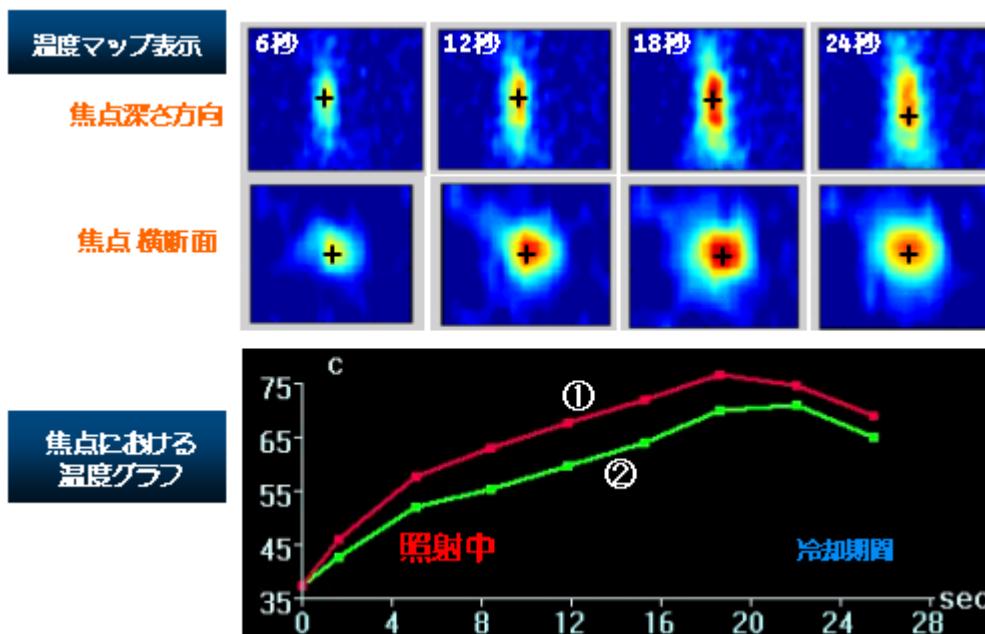 温度マップ表示
6秒
12秒
18秒
24秒
焦点深さ方向
焦点 横断面
焦点における
温度グラフ
c
75
65
55
45
35
①
②
照射中
冷却期間
0
4
8
12
16
20
24
28
sec